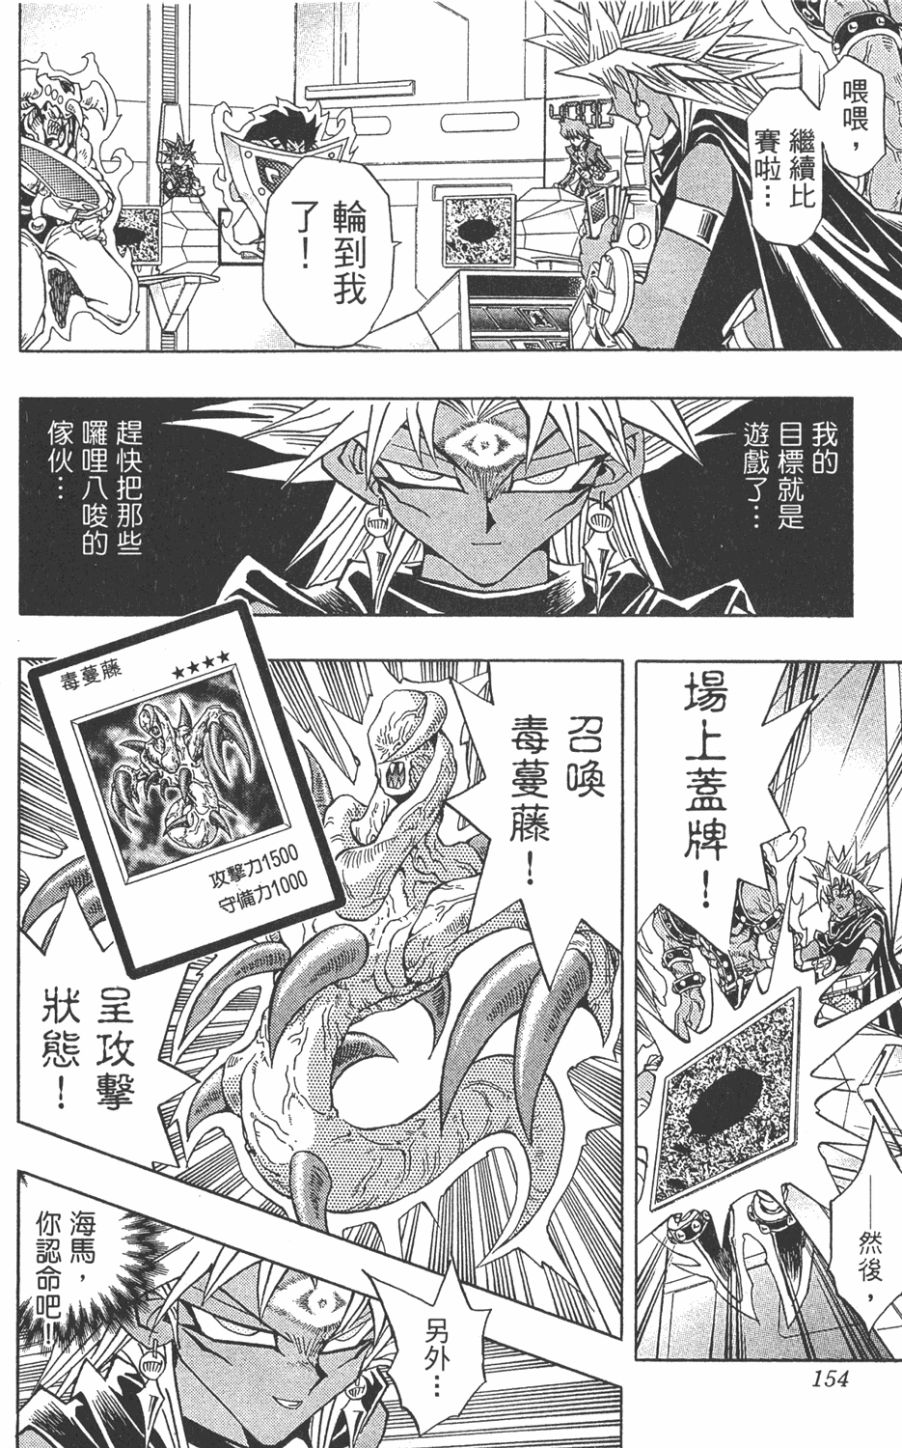 喂喂，
繼續比
賽啦…
輪到我
了！
我的
目標就是
遊戲了…
趕快把那些
囉哩八唆的
傢伙…
場上蓋牌！
——然後，
召喚
毒蔓藤！
毒蔓藤
★★★★
攻擊力1500
守備力1000
呈攻擊
狀態！
另外…
海馬，
你認命吧！
154